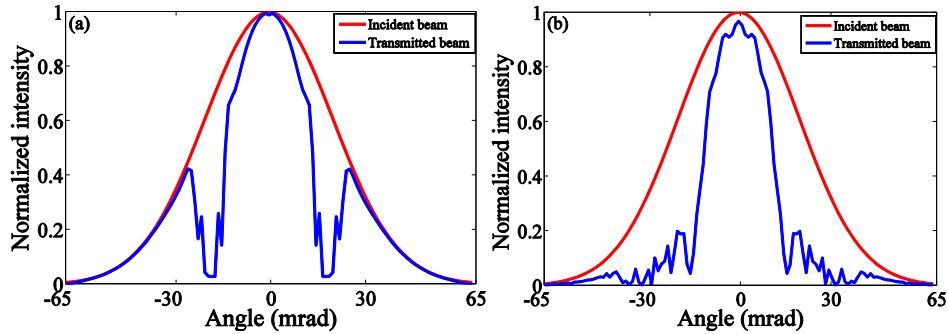 (a)
Incident beam
Transmitted beam
Normalized intensity
1
0.8
0.6
0.4
0.2
0
-65
-30
0
30
65
Angle (mrad)
(b)
Incident beam
Transmitted beam
Normalized intensity
1
0.8
0.6
0.4
0.2
0
-65
-30
0
30
65
Angle (mrad)